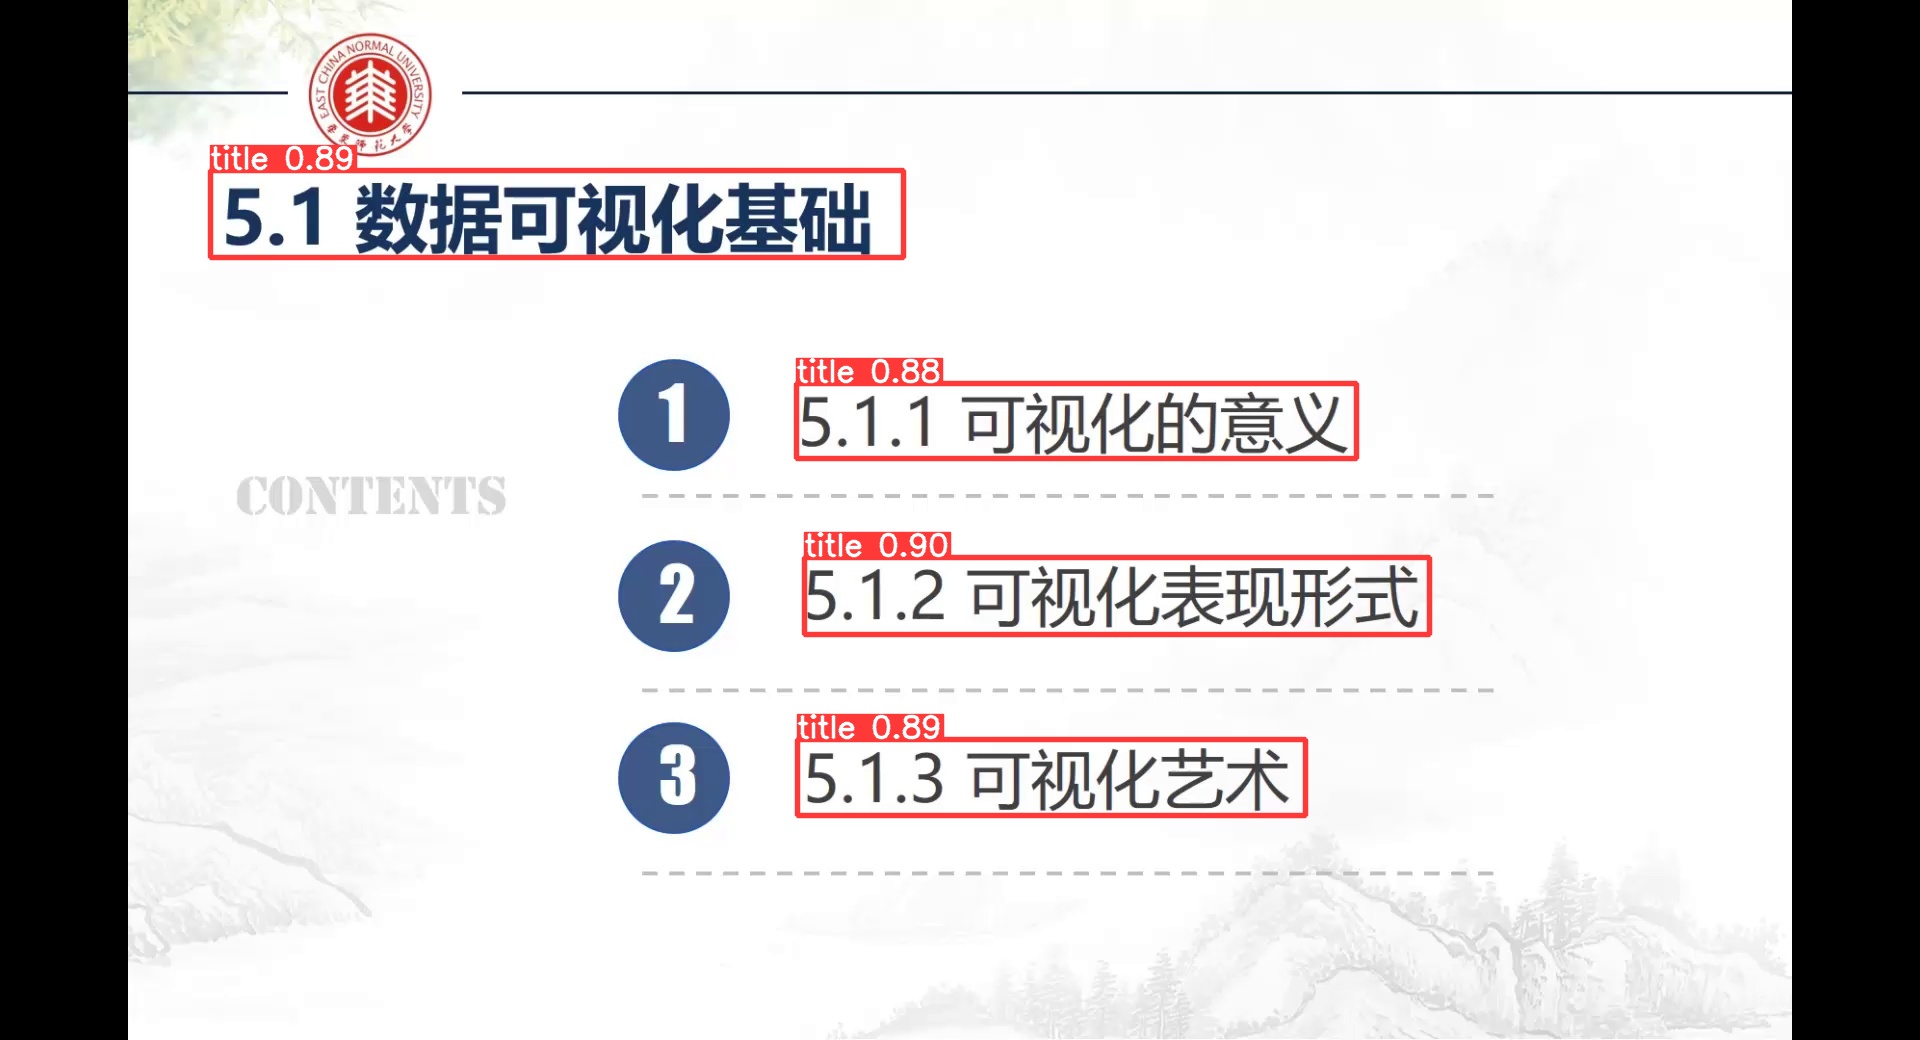 EAST CHINA NORMAL UNIVERSITY
华东师范大学
title 0.89
5.1 数据可视化基础
title 0.88
1 5.1.1 可视化的意义
CONTENTS
title 0.90
2 5.1.2 可视化表现形式
title 0.89
3 5.1.3 可视化艺术